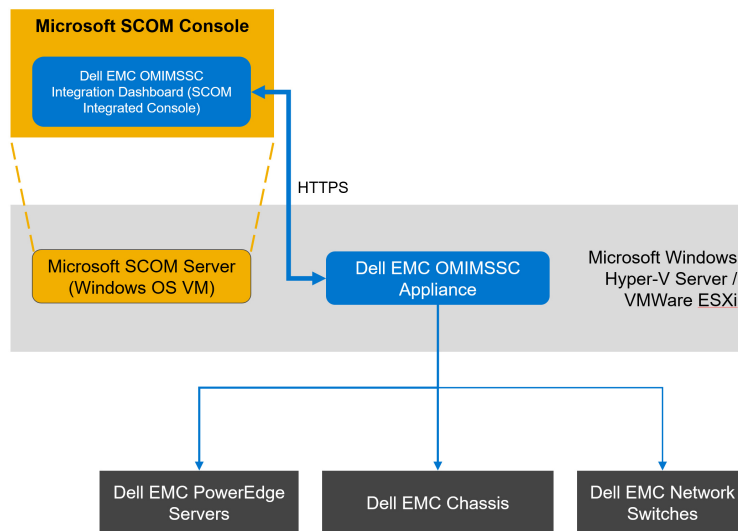 Microsoft SCOM Console
Dell EMC OMIMSSC
Integration Dashboard (SCOM
Integrated Console)
HTTPS
Microsoft SCOM Server
(Windows OS VM)
Dell EMC OMIMSSC
Appliance
Microsoft Windows
Hyper-V Server /
VMWare ESXi
Dell EMC PowerEdge
Servers
Dell EMC Chassis
Dell EMC Network
Switches